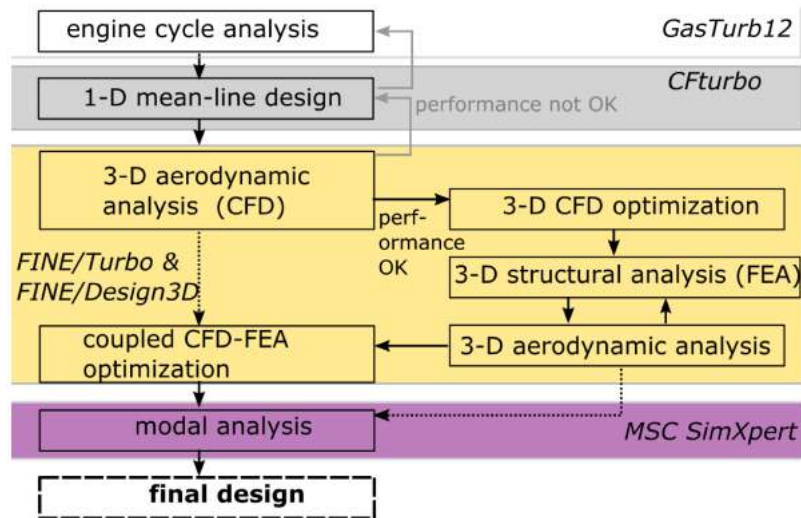 engine cycle analysis
GasTurb12
CFturbo
1-D mean-line design
performance not OK
3-D aerodynamic
analysis (CFD)
perf-
ormance
OK
3-D CFD optimization
FINE/Turbo &
FINE/Design3D
3-D structural analysis (FEA)
coupled CFD-FEA
optimization
3-D aerodynamic analysis
modal analysis
MSC SimXpert
final design